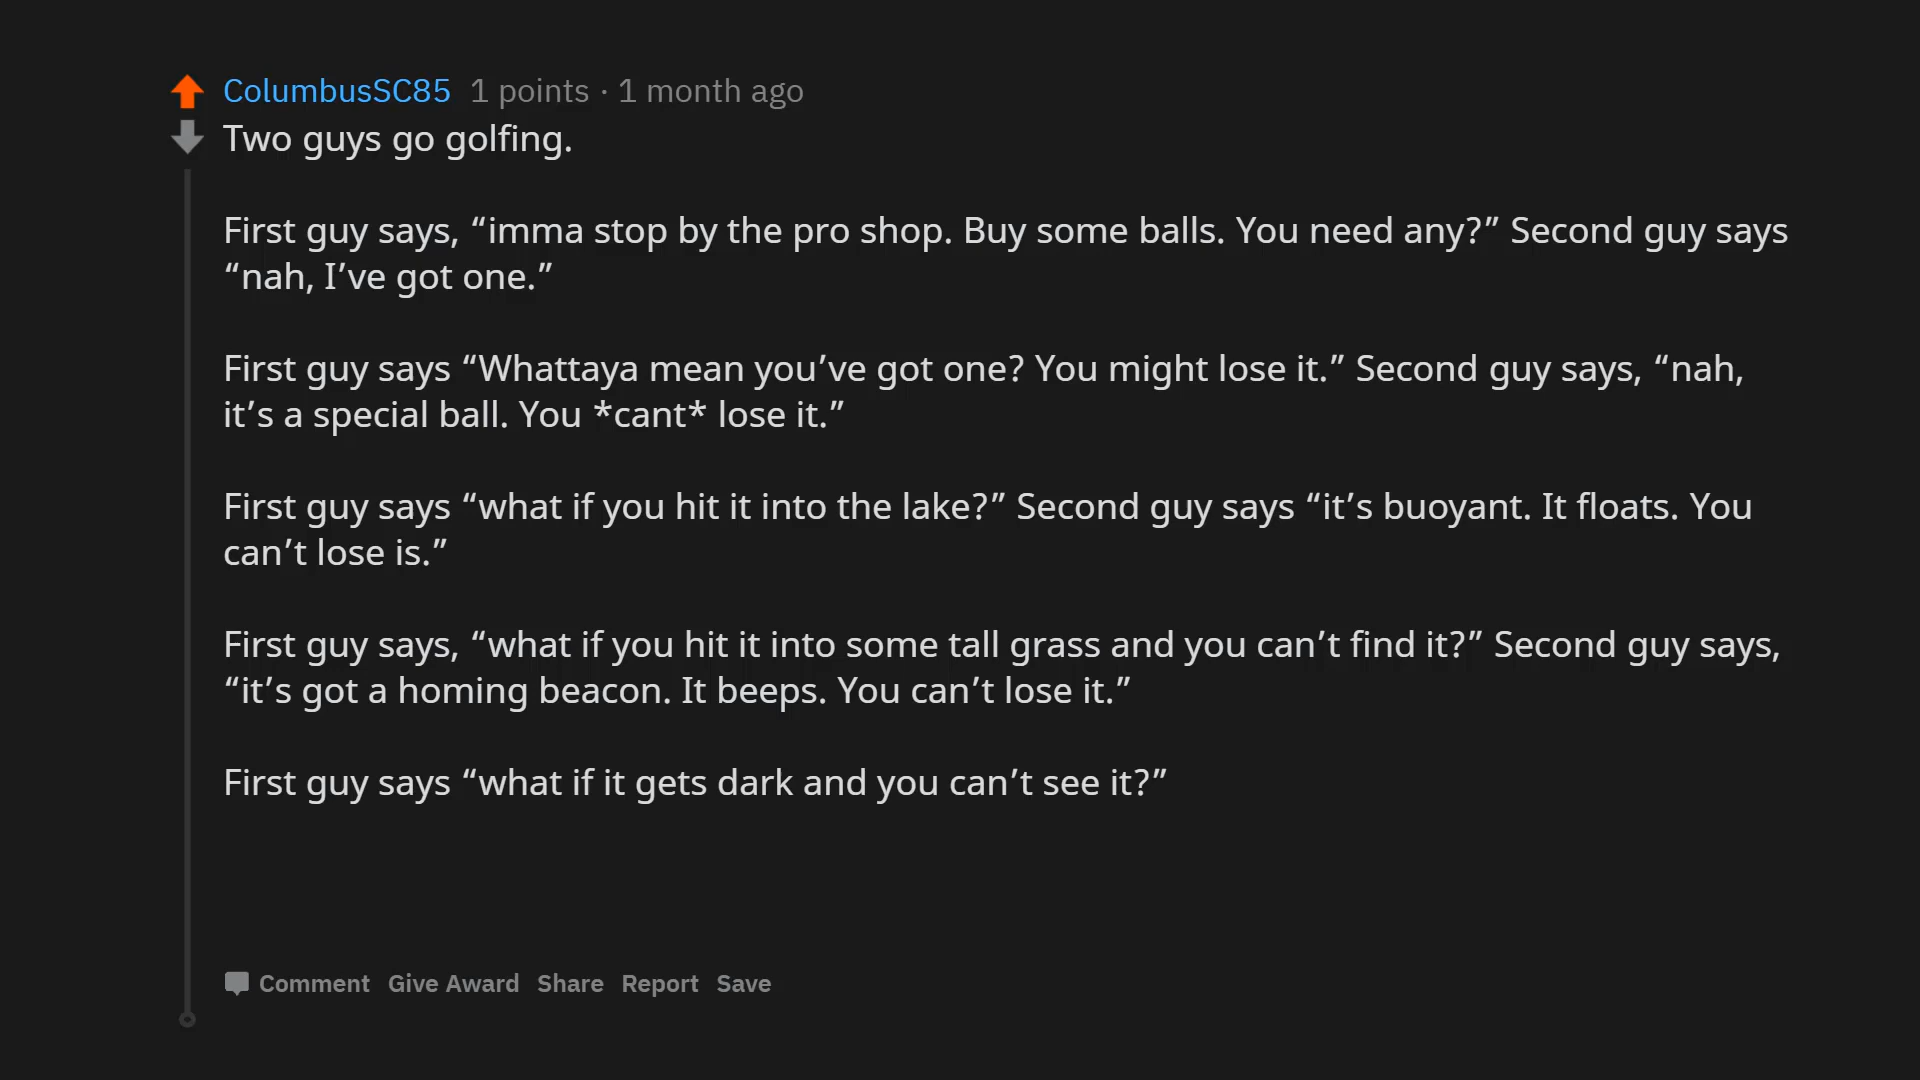 ColumbusSC85 1 points · 1 month ago
Two guys go golfing.
First guy says, “imma stop by the pro shop. Buy some balls. You need any?” Second guy says
“nah, I’ve got one.”
First guy says “Whattaya mean you’ve got one? You might lose it.” Second guy says, “nah,
it’s a special ball. You *cant* lose it.”
First guy says “what if you hit it into the lake?” Second guy says “it’s buoyant. It floats. You
can’t lose is.”
First guy says, “what if you hit it into some tall grass and you can’t find it?” Second guy says,
“it’s got a homing beacon. It beeps. You can’t lose it.”
First guy says “what if it gets dark and you can’t see it?”
Comment Give Award Share Report Save